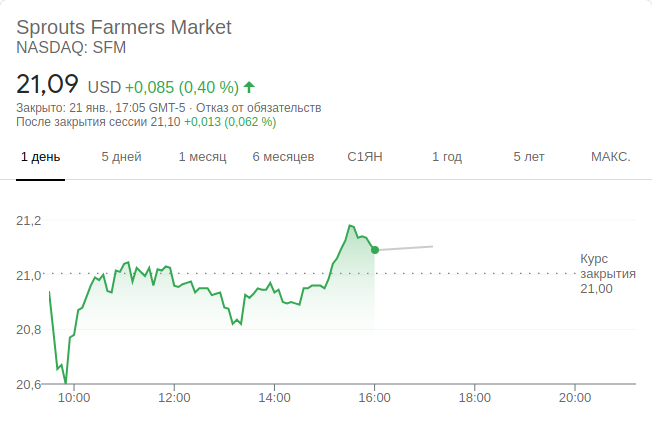 Sprouts Farmers Market
NASDAQ: SFM
21,09 USD +0,085 (0,40 %)
Закрыто: 21 янв., 17:05 GMT-5 · Отказ от обязательств
После закрытия сессии 21,10 +0,013 (0,062 %)
1 день 5 дней 1 месяц 6 месяцев С1ЯН 1 год 5 лет МАКС.
21,2
Курс
21,0 закрытия
21,00
20,8
20,6
10:00 12:00 14:00 16:00 18:00 20:00